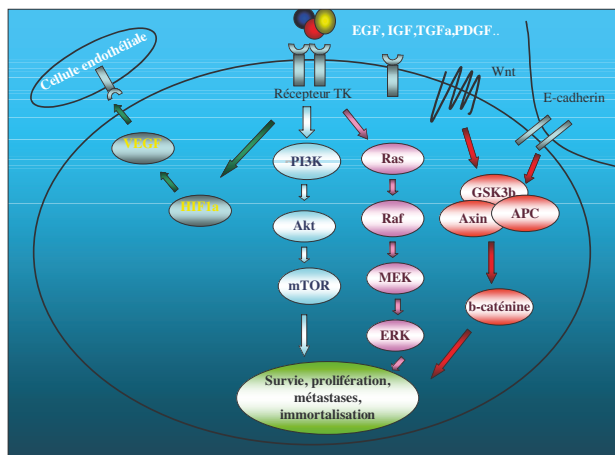 EGF, IGF,TGFa,PDGF..
Cellule endothéliale
Wnt
Récepteur TK
E-cadherin
VEGF
PI3K
Ras
GSK3b
HIF1a
Akt
Raf
Axin
APC
mTOR
MEK
b-caténine
ERK
Survie, prolifération,
métastases,
immortalisation